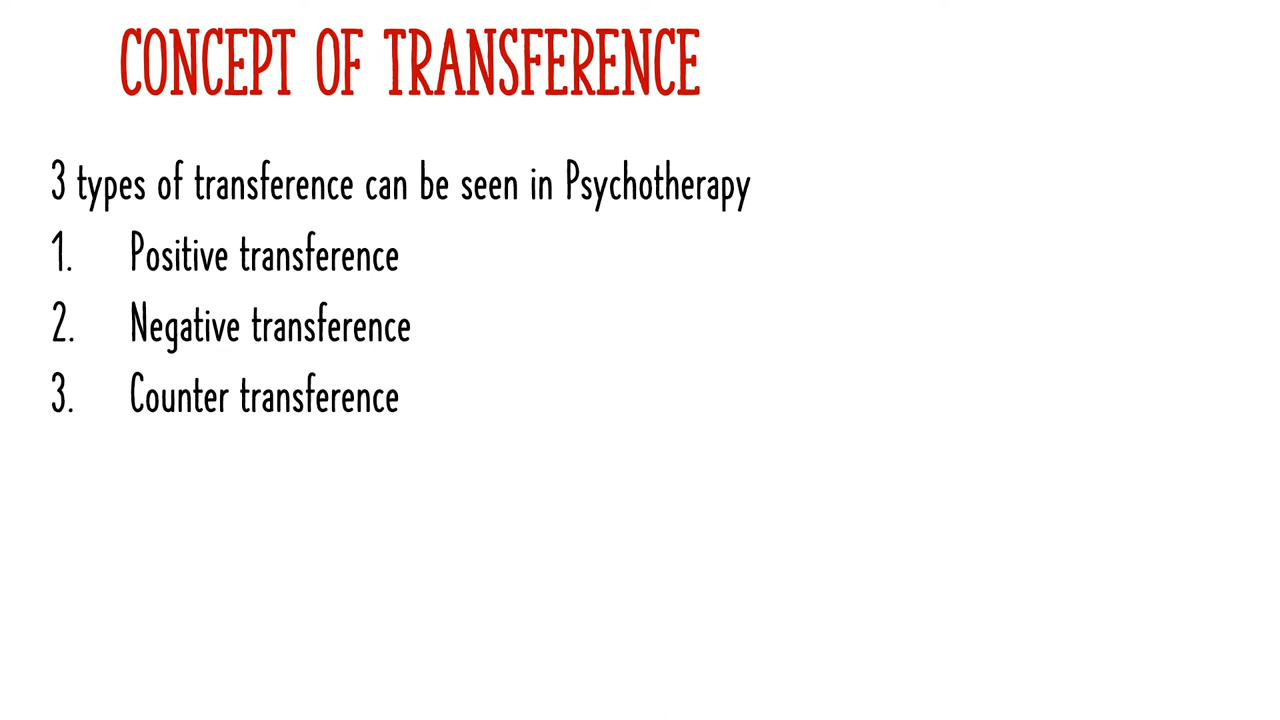 CONCEPT OF TRANSFERENCE
3 types of transference can be seen in Psychotherapy
1. Positive transference
2. Negative transference
3. Counter transference